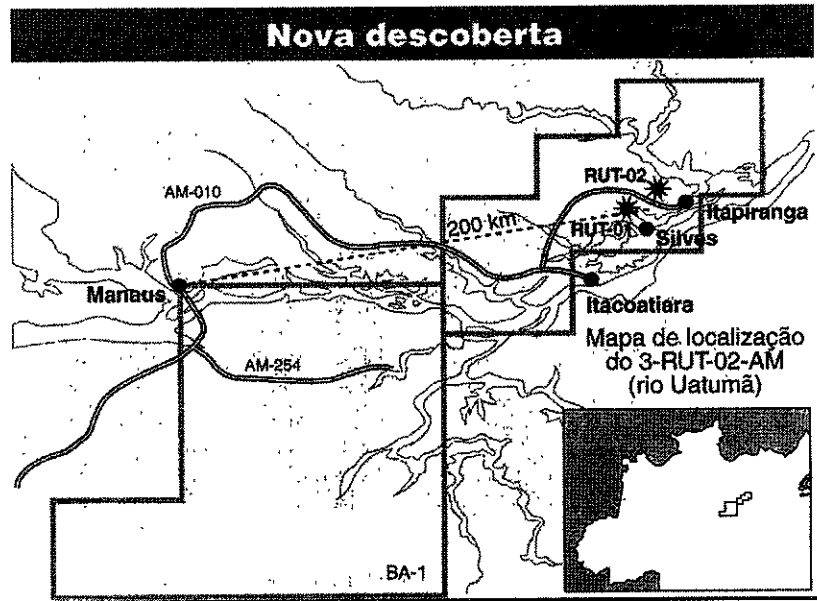 Nova descoberta
AM-010
RUT-02
200 km
RUT-01
Itapiranga
Silves
Manaus
Itacoatiara
Mapa de localização
do 3-RUT-02-AM
(rio Uatumã)
AM-254
BA-1